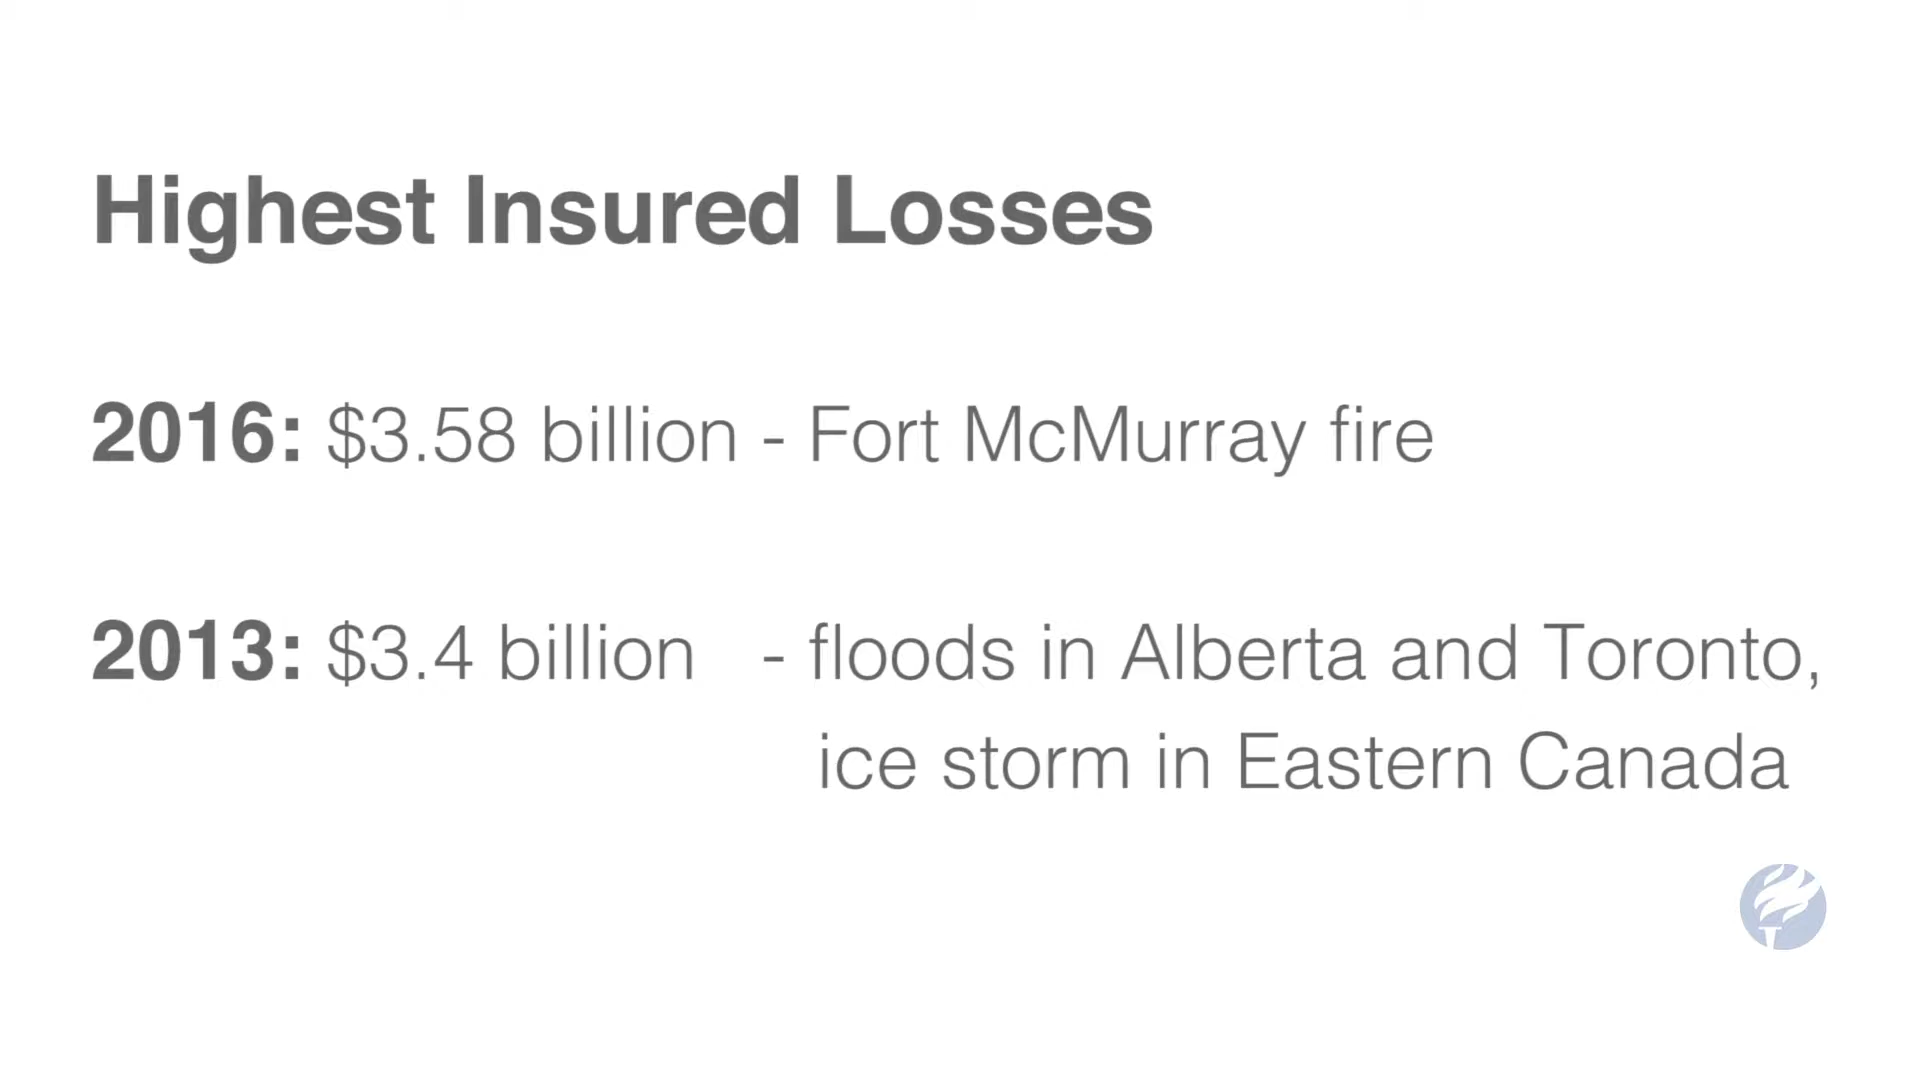 Highest Insured Losses
2016: $3.58 billion - Fort McMurray fire
2013: $3.4 billion - floods in Alberta and Toronto,
ice storm in Eastern Canada